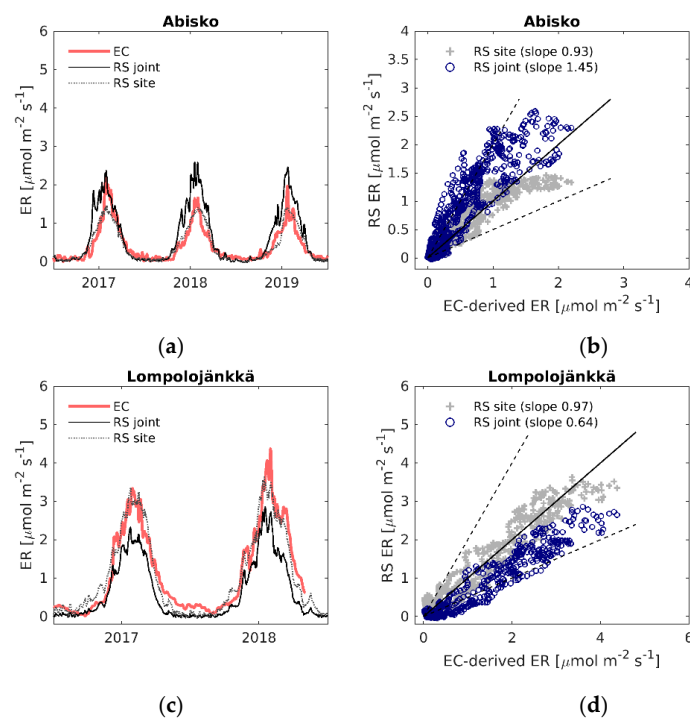 Abisko
ER [μmol m-2 s-1]
6
5
4
3
2
1
0
EC
RS joint
RS site
2017
2018
2019
(a)
Abisko
RS ER [μmol m-2 s-1]
4
3.5
3
2.5
2
1.5
1
0.5
0
RS site (slope 0.93)
RS joint (slope 1.45)
0
1
2
3
4
EC-derived ER [μmol m-2 s-1]
(b)
Lompolojänkkä
ER [μmol m-2 s-1]
6
5
4
3
2
1
0
EC
RS joint
RS site
2017
2018
(c)
Lompolojänkkä
RS ER [μmol m-2 s-1]
6
5
4
3
2
1
0
RS site (slope 0.97)
RS joint (slope 0.64)
0
2
4
6
EC-derived ER [μmol m-2 s-1]
(d)